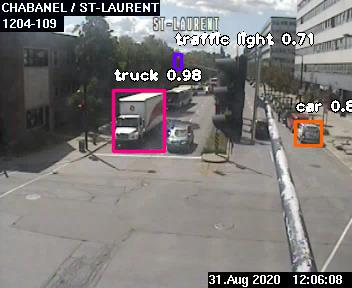 CHABANEL / ST-LAURENT
1204-109
ST-LAURENT
traffic light 0.71
truck 0.98
car 0.8
31.Aug 2020 12:06:08